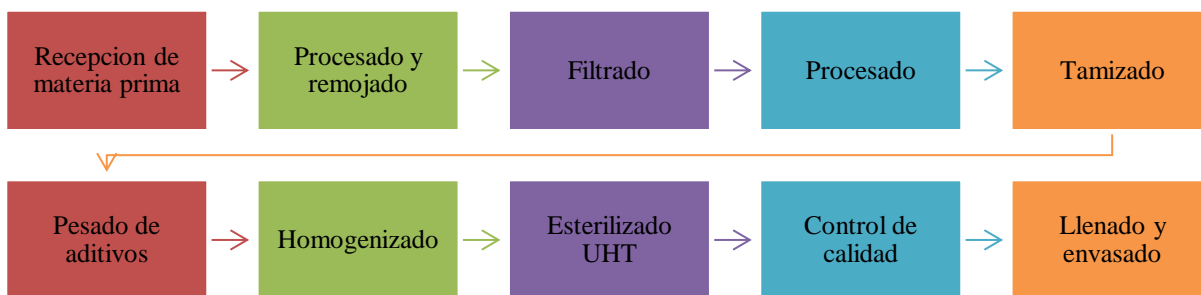 Recepcion de
materia prima
Procesado y
remojado
Filtrado
Procesado
Tamizado
Pesado de
aditivos
Homogenizado
Esterilizado
UHT
Control de
calidad
Llenado y
envasado